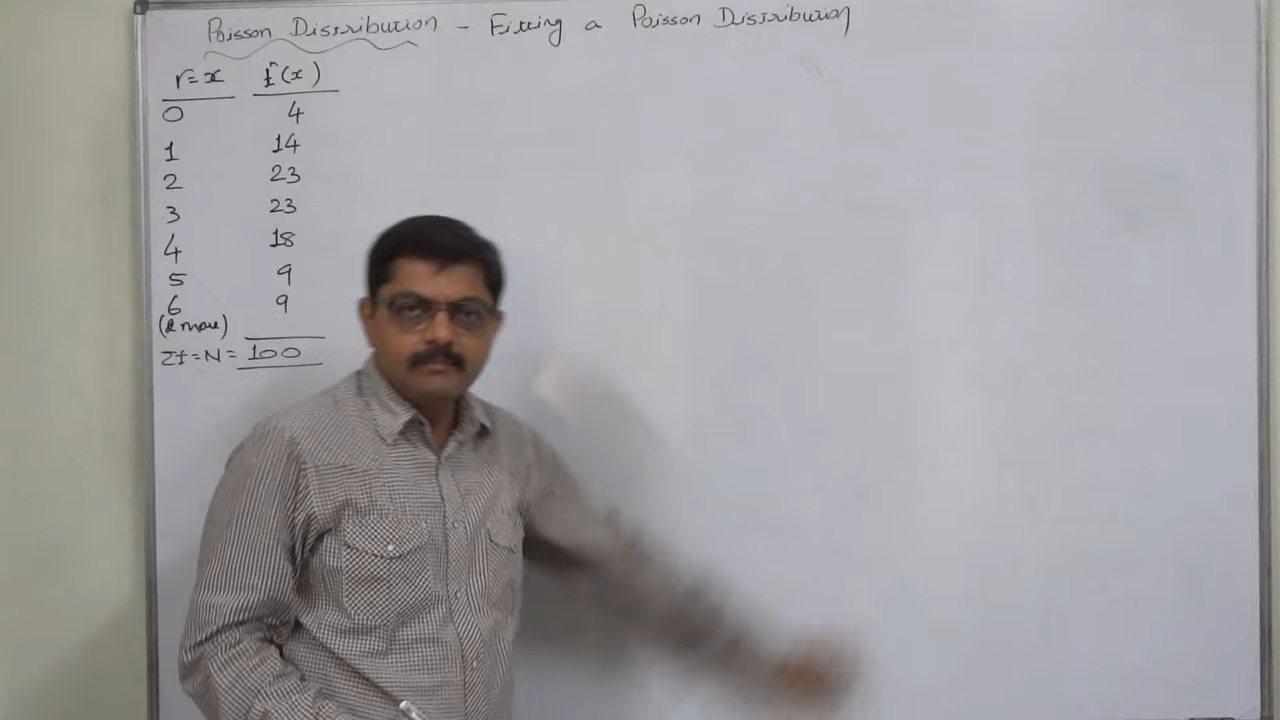 Poisson Distribution - Fitting a Poisson Distribution
r=x f(x)
0 4
1 14
2 23
3 23
4 18
5 9
6 9
(& more)
Σf=N= 100